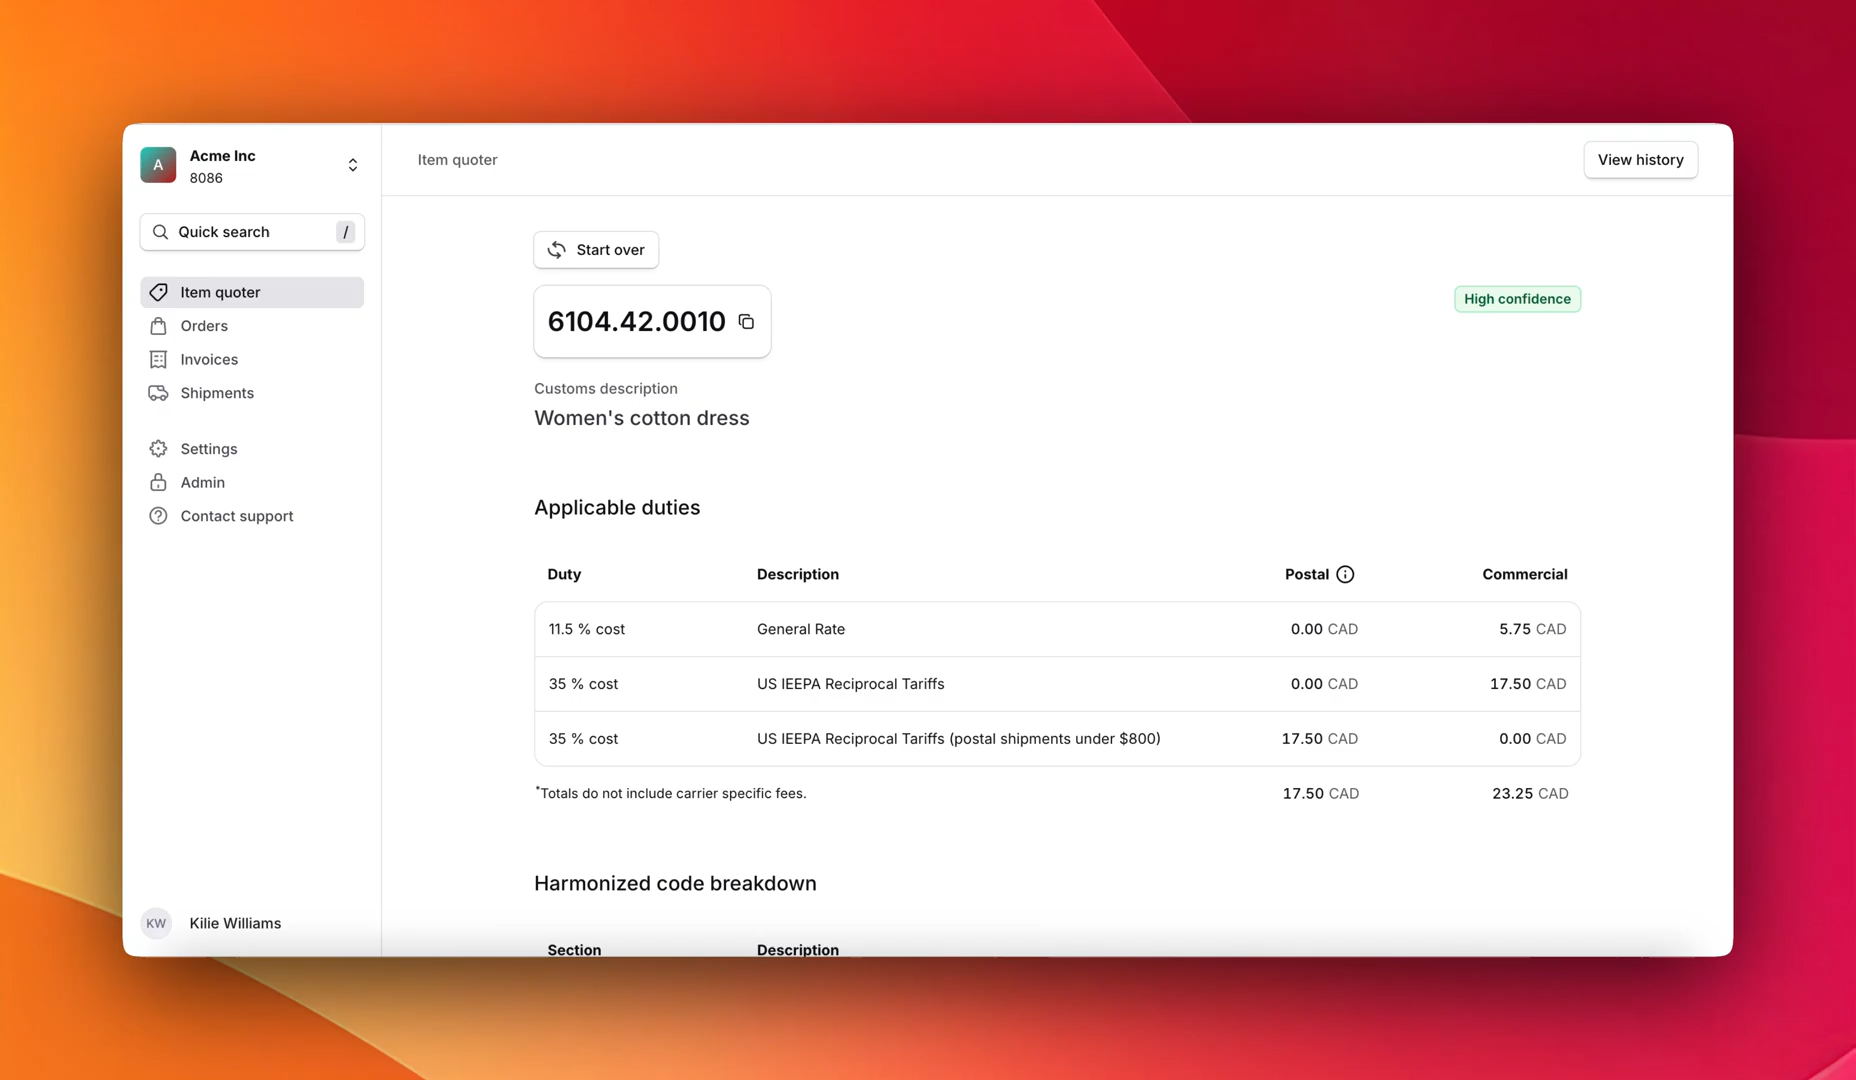 A
Acme Inc
8086
Quick search /
Item quoter
Orders
Invoices
Shipments
Settings
Admin
Contact support
KW Kilie Williams
Item quoter
View history
Start over
6104.42.0010
High confidence
Customs description
Women's cotton dress
Applicable duties
Duty Description Postal Commercial
11.5 % cost General Rate 0.00 CAD 5.75 CAD
35 % cost US IEEPA Reciprocal Tariffs 0.00 CAD 17.50 CAD
35 % cost US IEEPA Reciprocal Tariffs (postal shipments under $800) 17.50 CAD 0.00 CAD
*Totals do not include carrier specific fees. 17.50 CAD 23.25 CAD
Harmonized code breakdown
Section Description